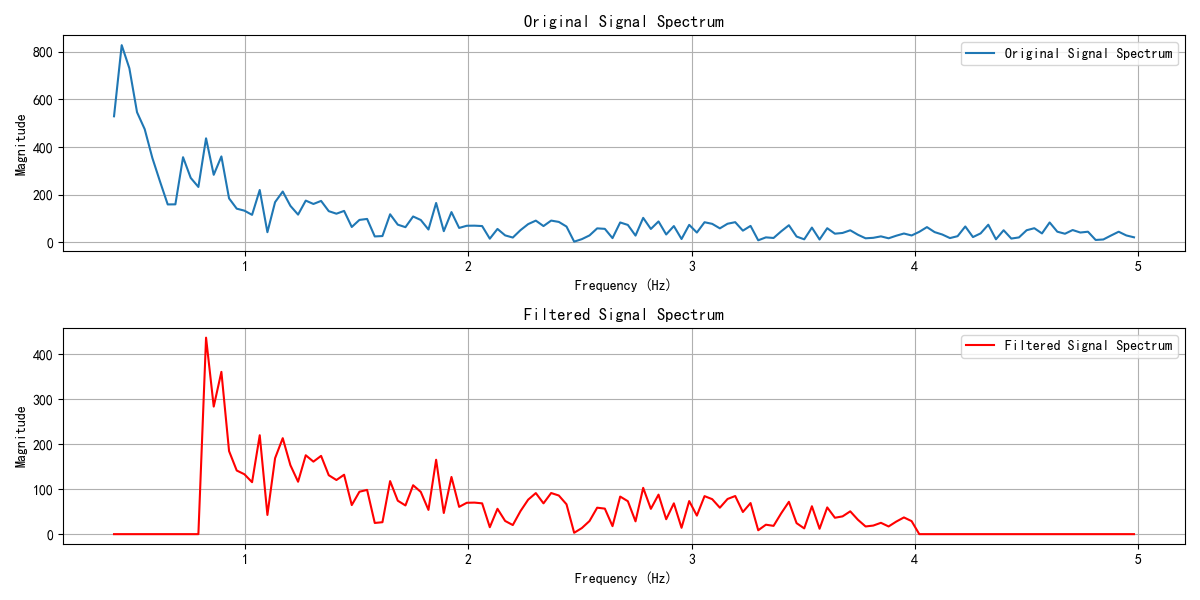 Original Signal Spectrum
Original Signal Spectrum
Magnitude
800
600
400
200
0
1
2
3
4
5
Frequency (Hz)
Filtered Signal Spectrum
Filtered Signal Spectrum
Magnitude
400
300
200
100
0
1
2
3
4
5
Frequency (Hz)